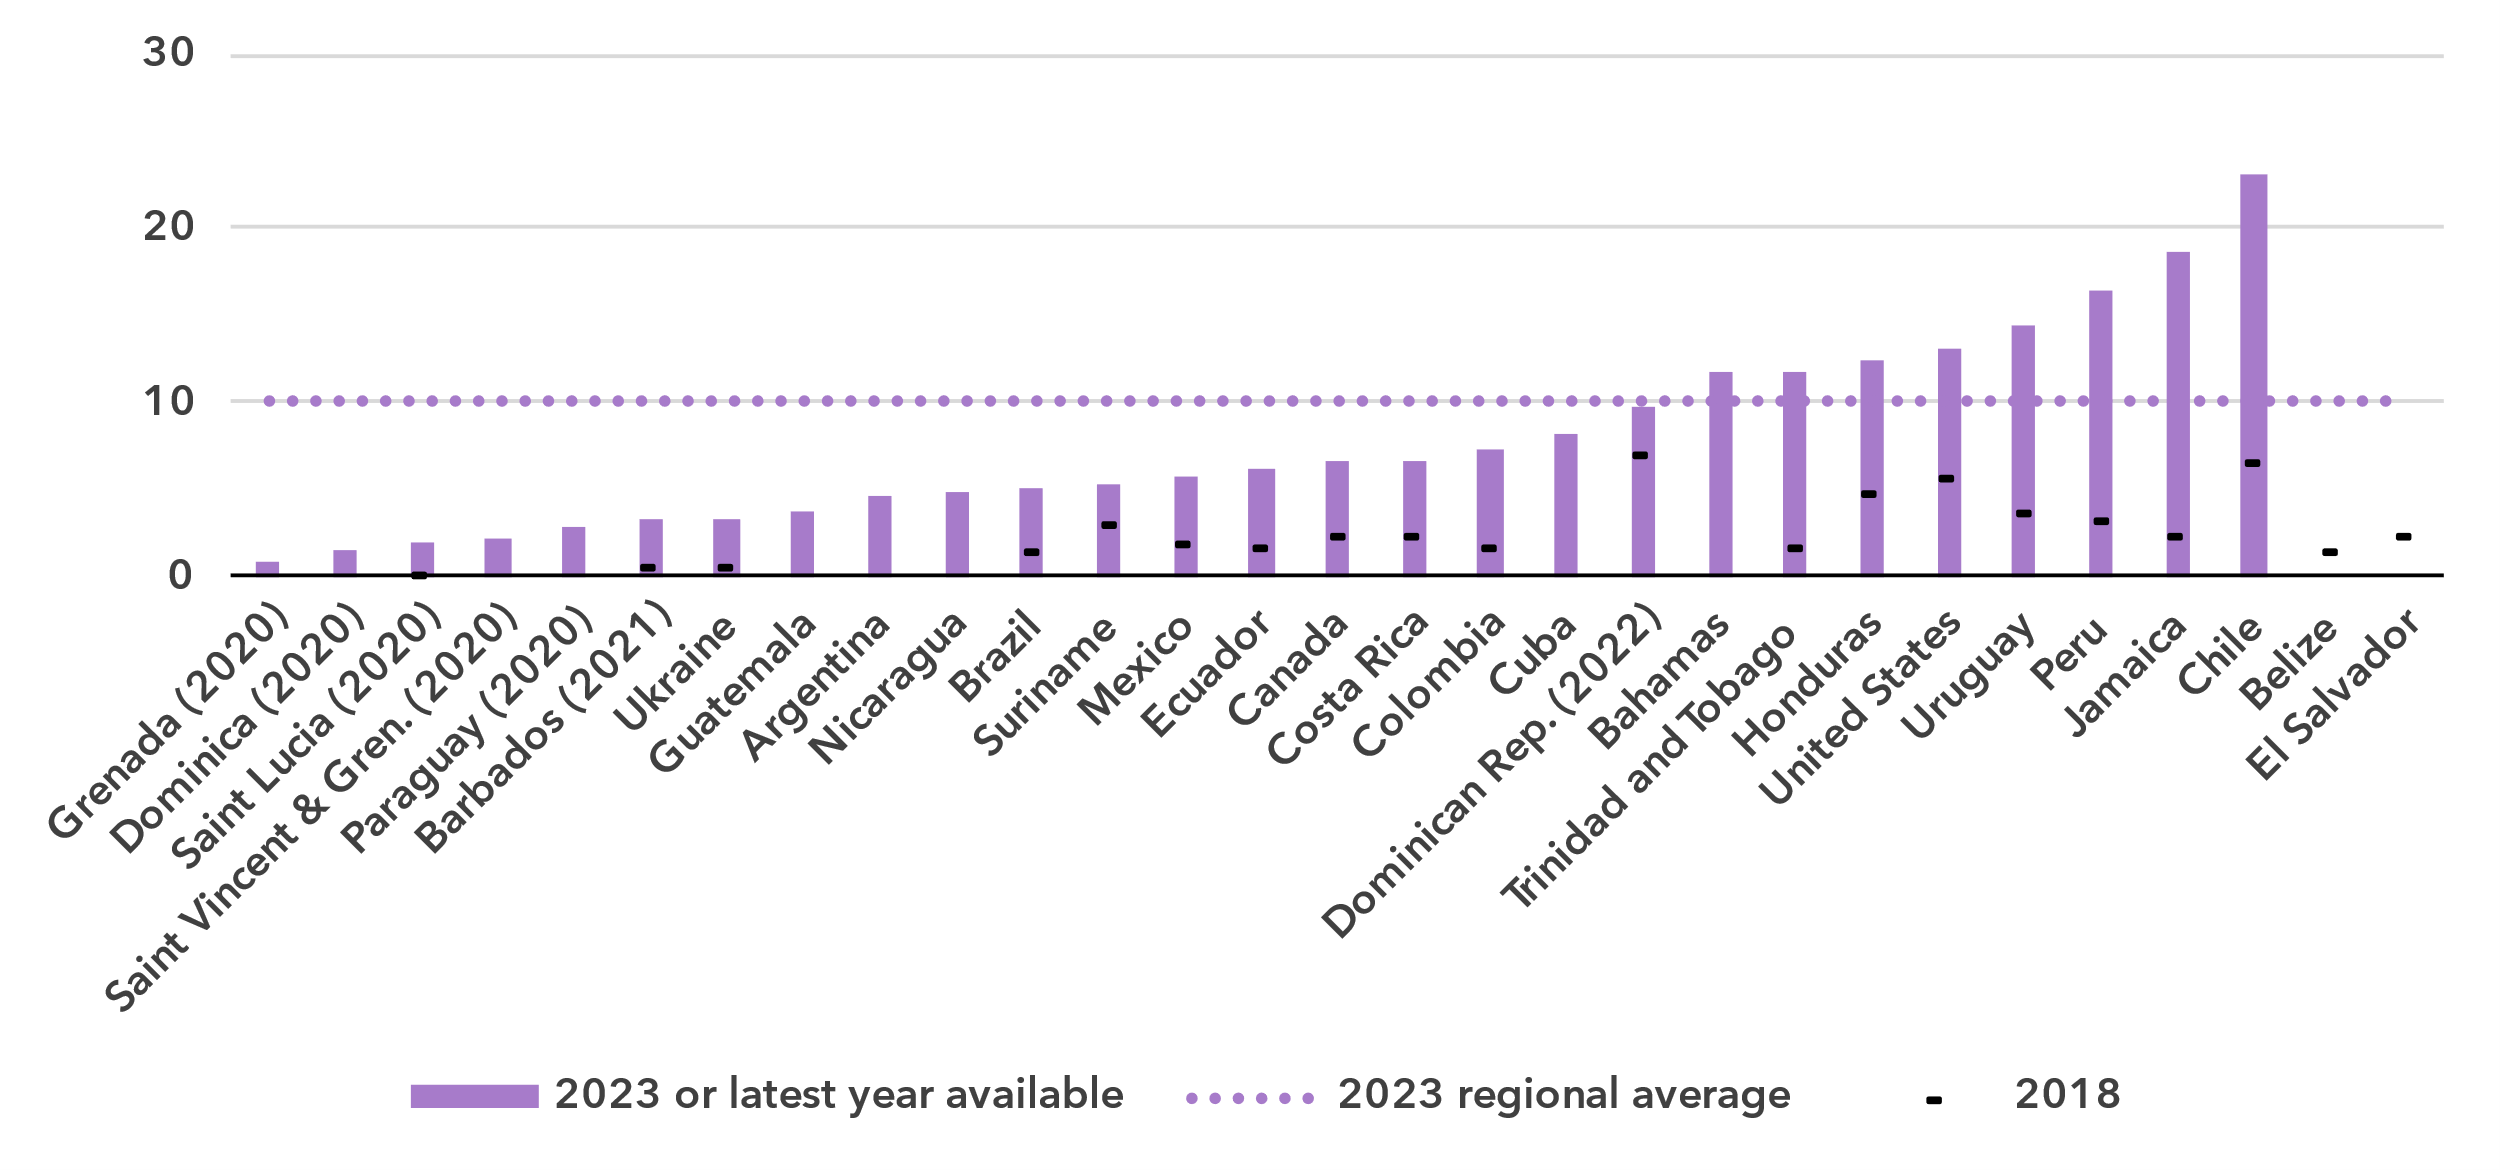 30
20
10
0
Grenada (2020)
Dominica (2020)
Saint Lucia (2020)
Saint Vincent & Gren. (2020)
Paraguay (2020)
Barbados (2021)
Ulkraine
Guatemala
Argentina
Nicaragua
Brazil
Suriname
Mexico
Ecuador
Canada
Costa Rica
Colombia
Cuba
Dominican Rep. (2022)
Bahamas
Trinidad and Tobago
Honduras
United States
Uruguay
Peru
Jamaica
Chile
Belize
El Salvador
2023 or latest year available
2023 regional average
2018